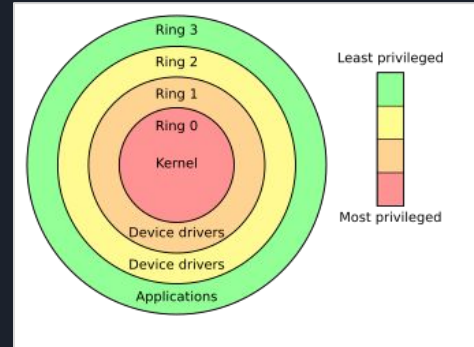 Ring 3
Ring 2
Ring 1
Ring 0
Kernel
Device drivers
Device drivers
Applications
Least privileged
Most privileged